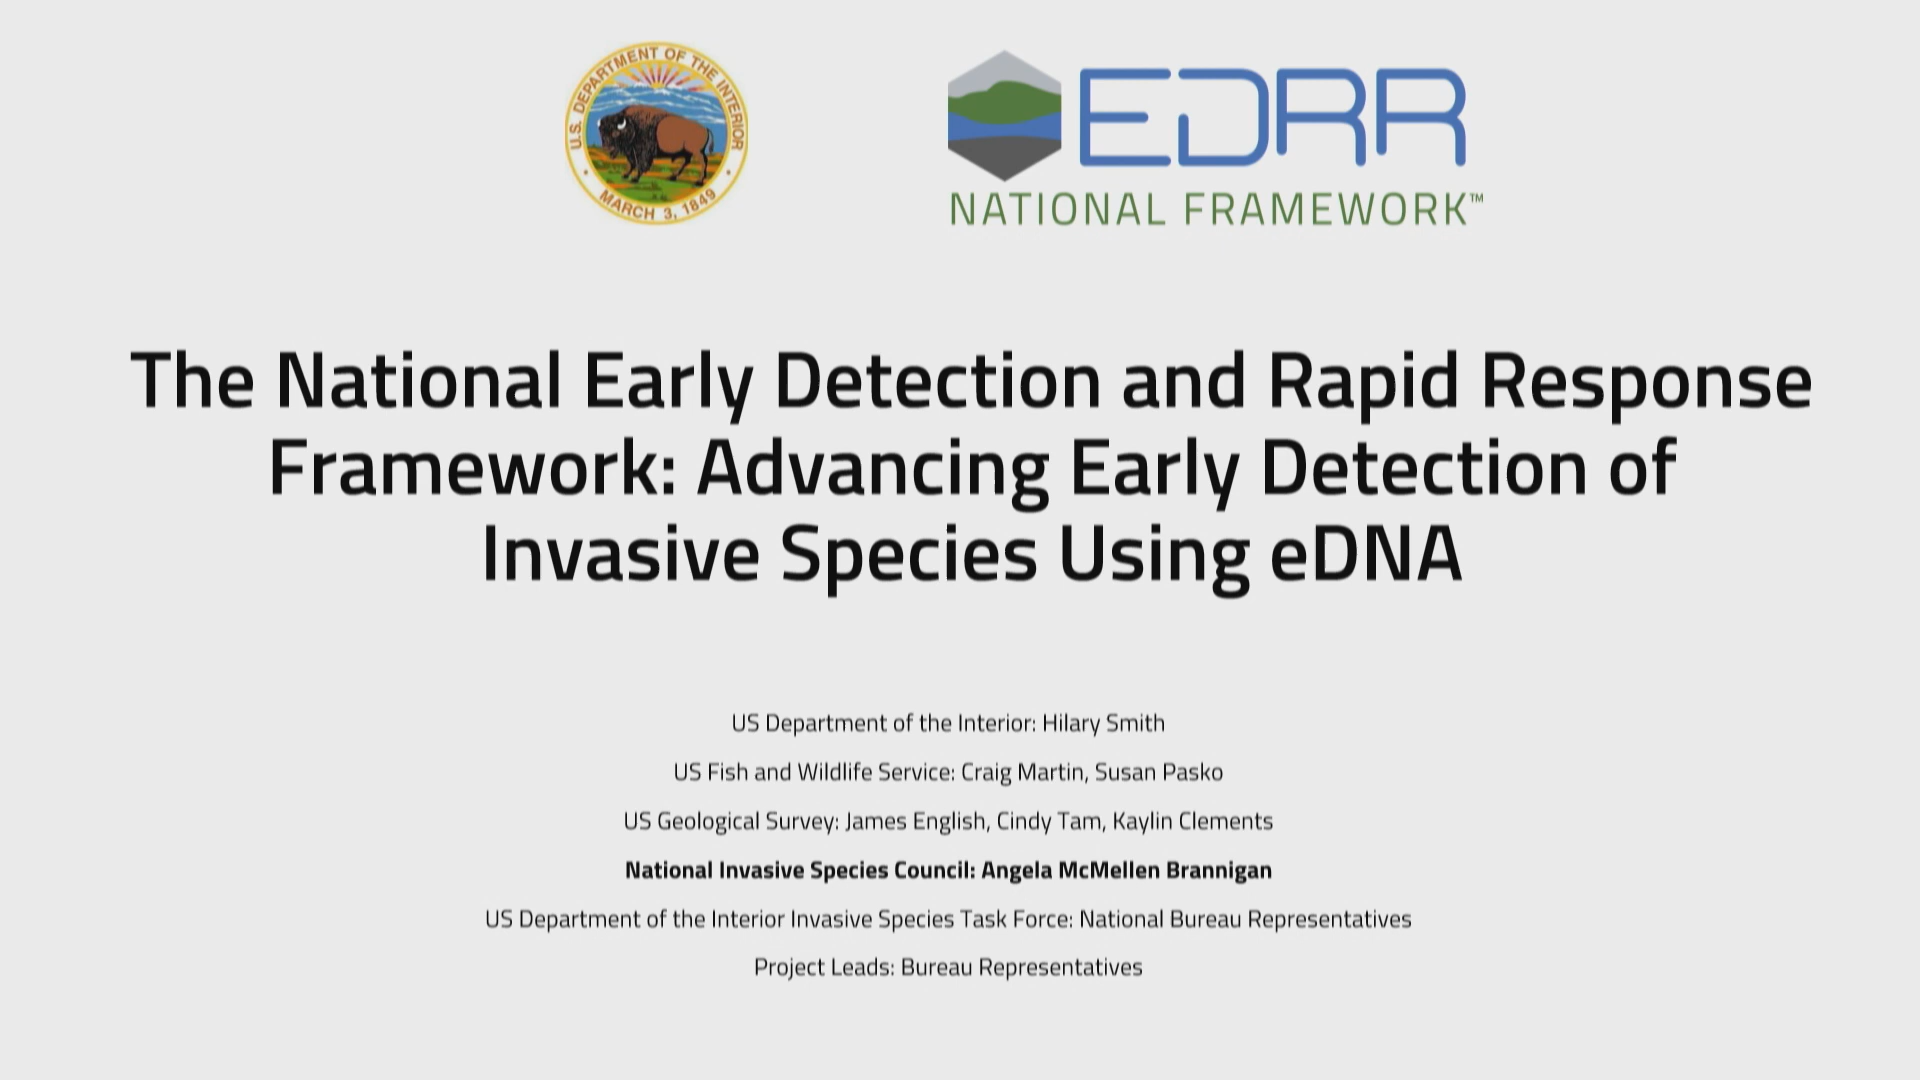 U.S. DEPARTMENT OF THE INTERIOR
MARCH 3, 1849
EDRR
NATIONAL FRAMEWORK™
The National Early Detection and Rapid Response
Framework: Advancing Early Detection of
Invasive Species Using eDNA
US Department of the Interior: Hilary Smith
US Fish and Wildlife Service: Craig Martin, Susan Pasko
US Geological Survey: James English, Cindy Tam, Kaylin Clements
National Invasive Species Council: Angela McMellen Brannigan
US Department of the Interior Invasive Species Task Force: National Bureau Representatives
Project Leads: Bureau Representatives